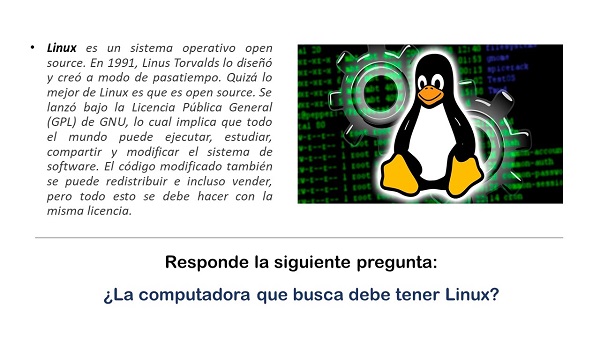 • Linux es un sistema operativo open
source. En 1991, Linus Torvalds lo diseñó
y creó a modo de pasatiempo. Quizá lo
mejor de Linux es que es open source. Se
lanzó bajo la Licencia Pública General
(GPL) de GNU, lo cual implica que todo
el mundo puede ejecutar, estudiar,
compartir y modificar el sistema de
software. El código modificado también
se puede redistribuir e incluso vender,
pero todo esto se debe hacer con la
misma licencia.
Responde la siguiente pregunta:
¿La computadora que busca debe tener Linux?